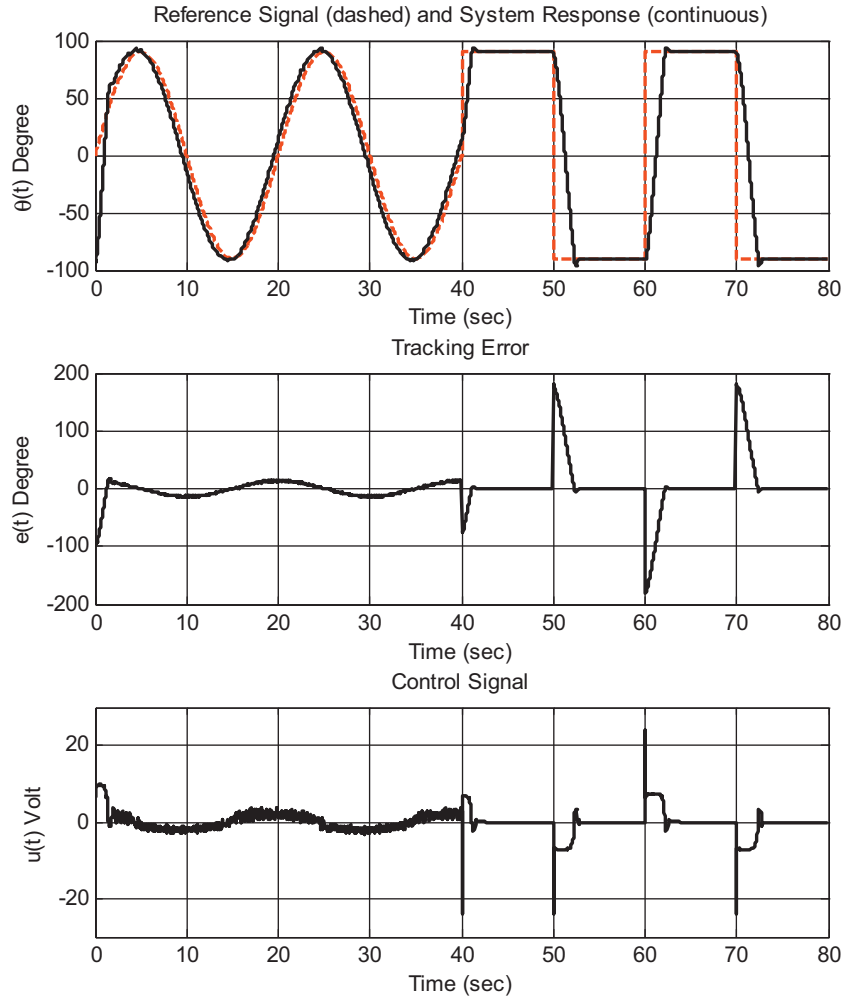 Reference Signal (dashed) and System Response (continuous)
100
50
0
-50
-100
θ(t) Degree
0 10 20 30 40 50 60 70 80
Time (sec)
Tracking Error
200
100
0
-100
-200
e(t) Degree
0 10 20 30 40 50 60 70 80
Time (sec)
Control Signal
20
0
-20
u(t) Volt
0 10 20 30 40 50 60 70 80
Time (sec)